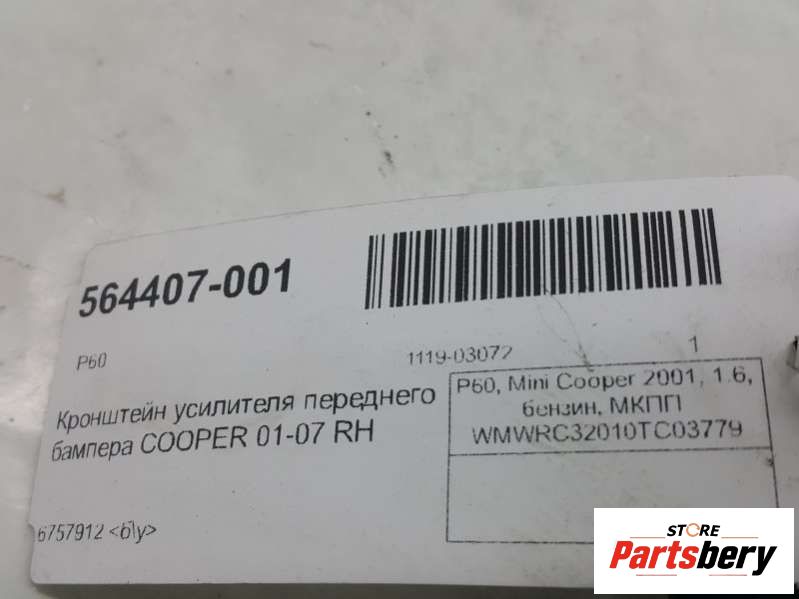 564407-001
P60
1119-03072
1
Кронштейн усилителя переднего
бампера COOPER 01-07 RH
P60, Mini Cooper 2001, 1.6,
бензин, МКПП
WMWRC32010TC03779
6757912 <б\у>
STORE
Partsbery